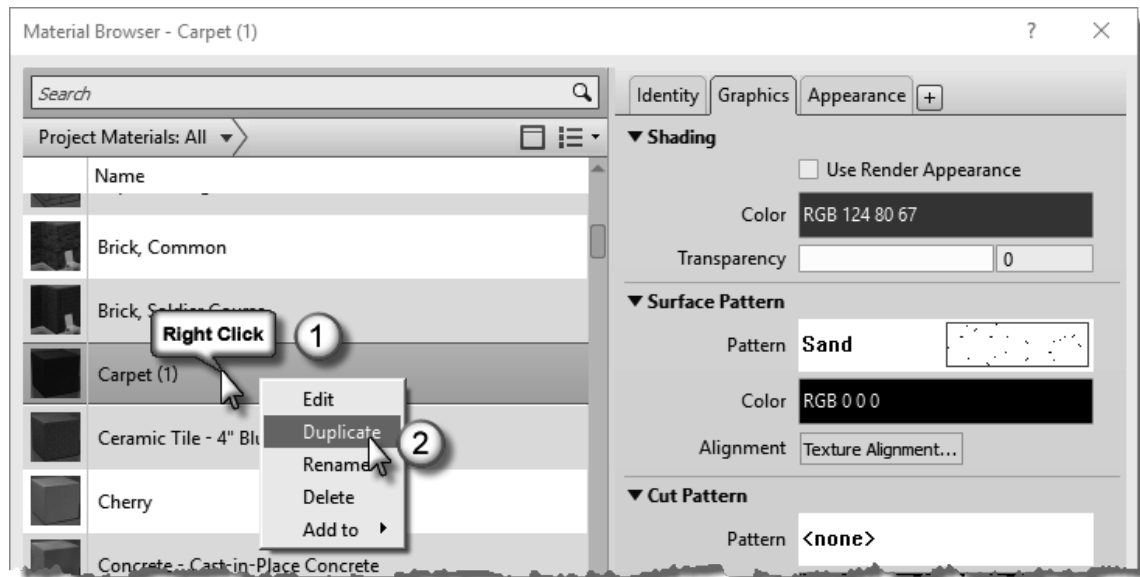 Material Browser - Carpet (1)
?
Search
Project Materials: All
Name
Brick, Common
Brick, Soldier Course
Right Click
1
Carpet (1)
Edit
Duplicate
2
Rename
Delete
Add to
Ceramic Tile - 4" Blu
Cherry
Concrete - Cast-in-Place Concrete
Identity Graphics Appearance +
Shading
Use Render Appearance
Color RGB 124 80 67
Transparency 0
Surface Pattern
Pattern Sand
Color RGB 0 0 0
Alignment Texture Alignment...
Cut Pattern
Pattern <none>